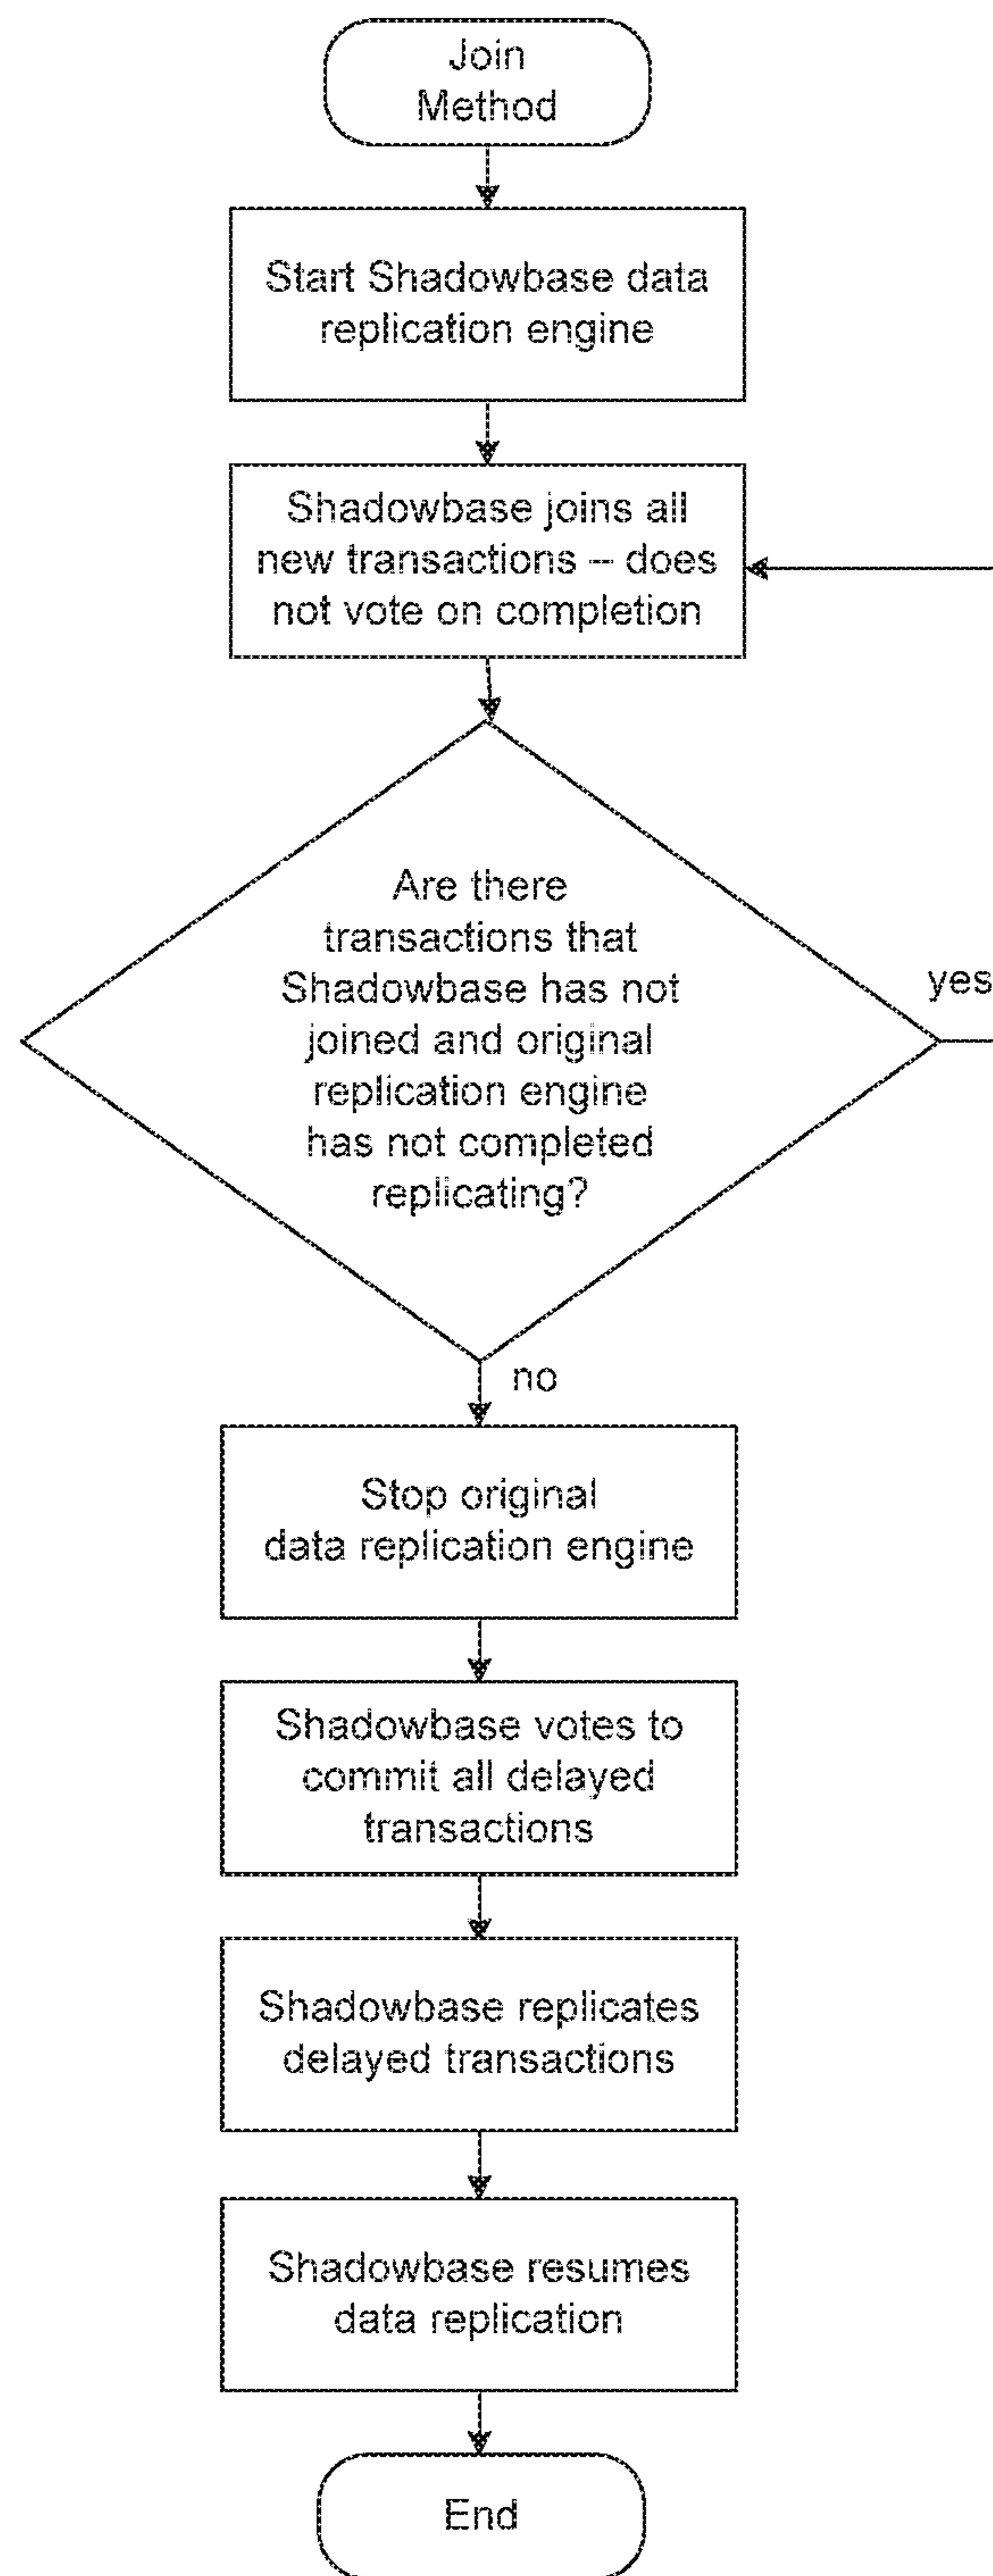 Join
Method
Start Shadowbase data
replication engine
Shadowbase joins all
new transactions – does
not vote on completion
Are there
transactions that
Shadowbase has not
joined and original
replication engine
has not completed
replicating?
yes
no
Stop original
data replication engine
Shadowbase votes to
commit all delayed
transactions
Shadowbase replicates
delayed transactions
Shadowbase resumes
data replication
End